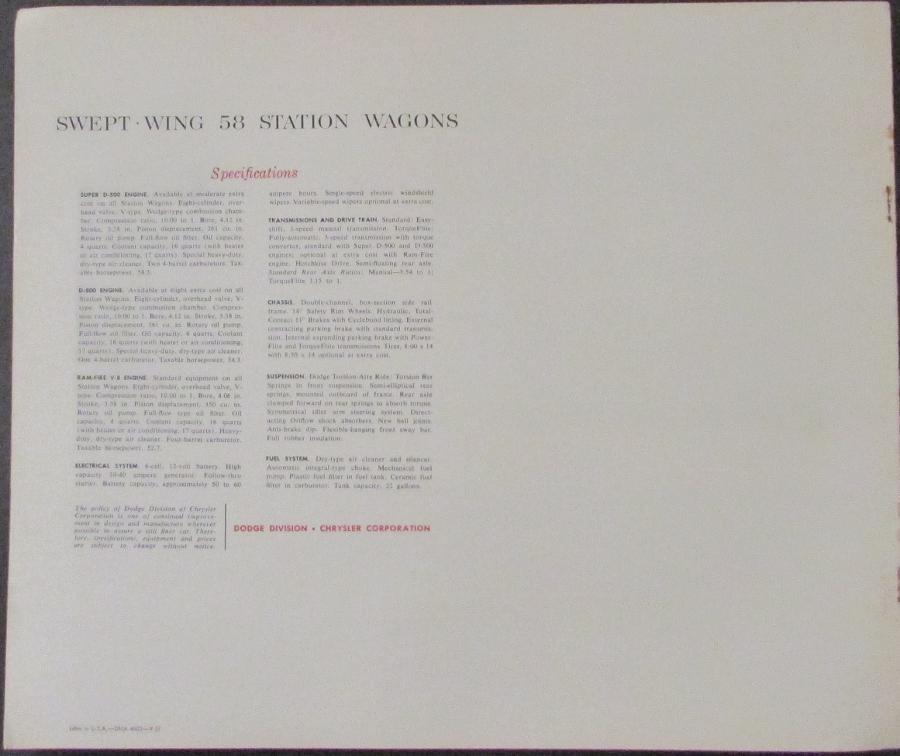 SWEPT · WING 58 STATION WAGONS
Specifications
SUPER D-500 ENGINE. Available at moderate extra
cost on all Station Wagons. Eight-cylinder, over-
head valve, V-type. Wedge-type combustion cham-
ber. Compression ratio, 10.00 to 1. Bore, 4.12 in.
Stroke, 3.38 in. Piston displacement, 361 cu. in.
Rotary oil pump. Full-flow oil filter. Oil capacity,
4 quarts. Coolant capacity, 16 quarts (with heater
or air conditioning, 17 quarts). Special heavy-duty,
dry-type air cleaner. Two 4-barrel carburetors. Tax-
able horsepower, 54.3.
D-500 ENGINE. Available at slight extra cost on all
Station Wagons. Eight-cylinder, overhead valve, V-
type. Wedge-type combustion chamber. Compres-
sion ratio, 10.00 to 1. Bore, 4.12 in. Stroke, 3.38 in.
Piston displacement, 361 cu. in. Rotary oil pump.
Full-flow oil filter. Oil capacity, 4 quarts. Coolant
capacity, 16 quarts (with heater or air conditioning,
17 quarts). Special heavy-duty, dry-type air cleaner.
One 4-barrel carburetor. Taxable horsepower, 54.3.
RAM-FIRE V-8 ENGINE. Standard equipment on all
Station Wagons. Eight-cylinder, overhead valve, V-
type. Compression ratio, 10.00 to 1. Bore, 4.06 in.
Stroke, 3.38 in. Piston displacement, 350 cu. in.
Rotary oil pump. Full-flow type oil filter. Oil
capacity, 4 quarts. Coolant capacity, 16 quarts
(with heater or air conditioning, 17 quarts). Heavy-
duty, dry-type air cleaner. Four-barrel carburetor.
Taxable horsepower, 52.7.
ELECTRICAL SYSTEM. 6-cell, 12-volt battery. High
capacity 30-40 ampere generator. Follow-thru
starter. Battery capacity, approximately 50 to 60
ampere hours. Single-speed electric windshield
wipers. Variable-speed wipers optional at extra cost.
TRANSMISSIONS AND DRIVE TRAIN. Standard: Easy-
shift, 3-speed manual transmission. TorqueFlite:
Fully-automatic, 3-speed transmission with torque
converter, standard with Super D-500 and D-500
engines; optional at extra cost with Ram-Fire
engine. Hotchkiss Drive. Semi-floating rear axle.
Standard Rear Axle Ratios: Manual—3.54 to 1;
TorqueFlite 3.15 to 1.
CHASSIS. Double-channel, box-section side rail
frame. 14" Safety Rim Wheels. Hydraulic, Total-
Contact 11" Brakes with Cyclebond lining. External
contracting parking brake with standard transmis-
sion. Internal expanding parking brake with Power-
Flite and TorqueFlite transmissions. Tires, 8.00 x 14
with 8.50 x 14 optional at extra cost.
SUSPENSION. Dodge Torsion-Aire Ride: Torsion Bar
Springs in front suspension. Semi-elliptical rear
springs, mounted outboard of frame. Rear axle
clamped forward on rear springs to absorb torque.
Symmetrical idler arm steering system. Direct-
acting Oriflow shock absorbers. New ball joints.
Anti-brake dip. Flexible-hanging front sway bar.
Full rubber insulation.
FUEL SYSTEM. Dry-type air cleaner and silencer.
Automatic integral-type choke. Mechanical fuel
pump. Plastic fuel filter in fuel tank. Ceramic fuel
filter in carburetor. Tank capacity, 22 gallons.
The policy of Dodge Division of Chrysler
Corporation is one of continual improve-
ment in design and manufacture wherever
possible to assure a still finer car. There-
fore, specifications, equipment and prices
are subject to change without notice.
DODGE DIVISION • CHRYSLER CORPORATION